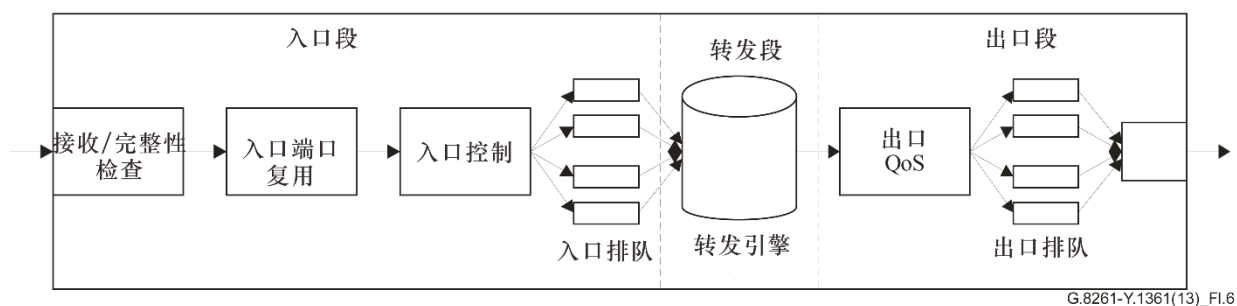 入口段
转发段
出口段
接收/完整性
检查
入口端口
复用
入口控制
出口
QoS
入口排队
转发引擎
出口排队
G.8261-Y.1361(13)_FI.6